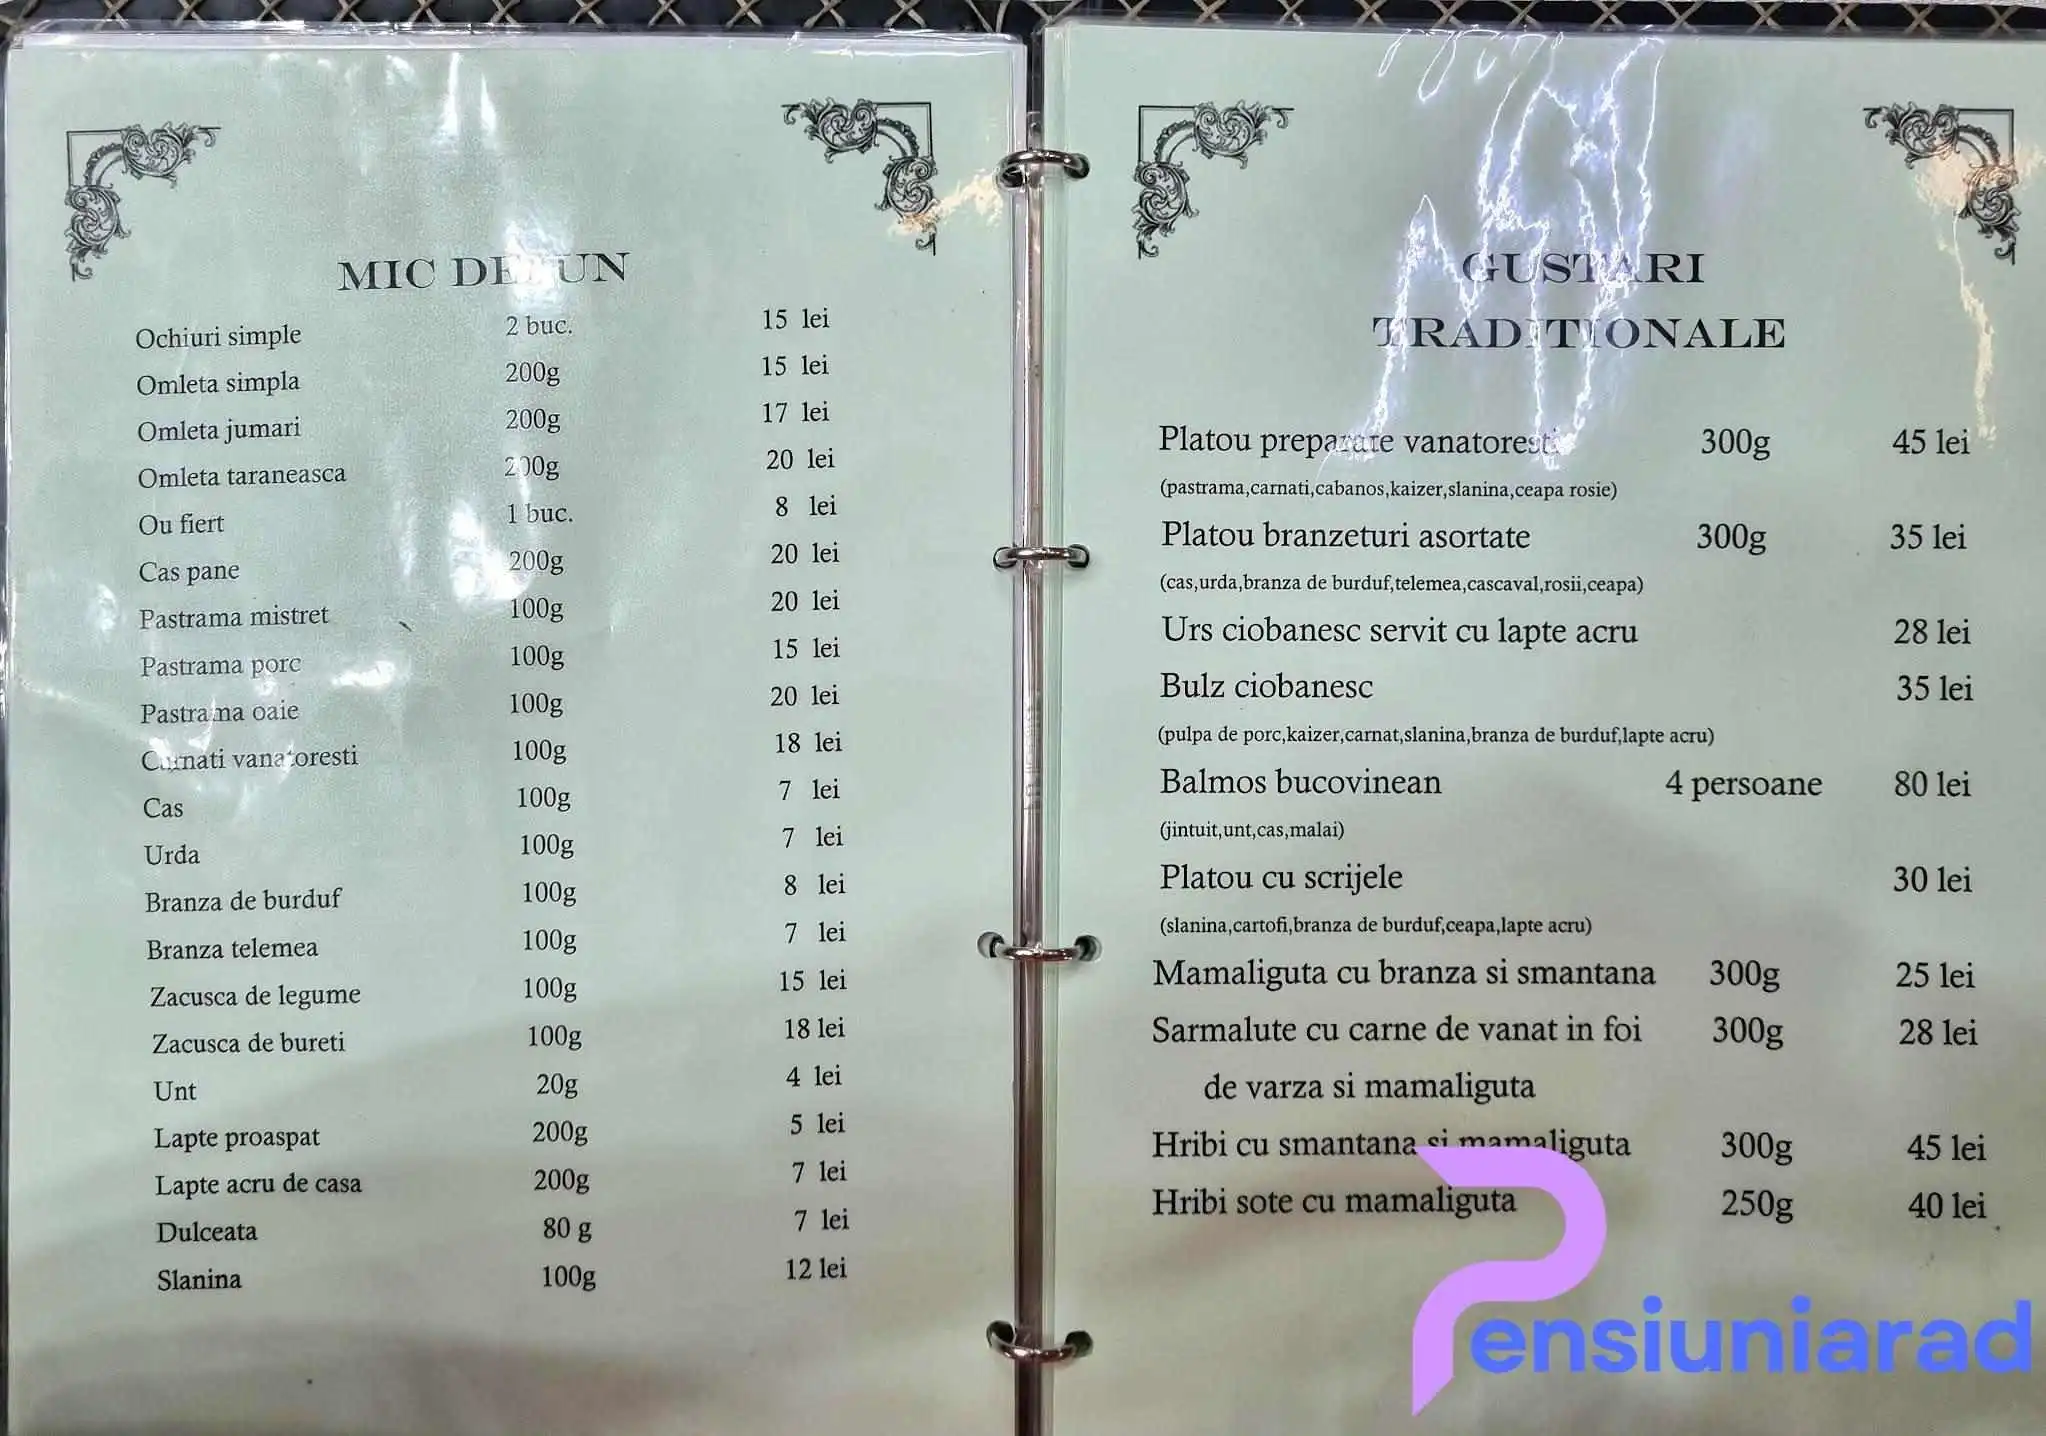 MIC DEJUN
Ochiuri simple 2 buc. 15 lei
Omleta simpla 200g 15 lei
Omleta jumari 200g 17 lei
Omleta taraneasca 200g 20 lei
Ou fiert 1 buc. 8 lei
Cas pane 200g 20 lei
Pastrama mistret 100g 20 lei
Pastrama porc 100g 15 lei
Pastrama oaie 100g 20 lei
Carnati vanatoresti 100g 18 lei
Cas 100g 7 lei
Urda 100g 7 lei
Branza de burduf 100g 8 lei
Branza telemea 100g 7 lei
Zacusca de legume 100g 15 lei
Zacusca de bureti 100g 18 lei
Unt 20g 4 lei
Lapte proaspat 200g 5 lei
Lapte acru de casa 200g 7 lei
Dulceata 80 g 7 lei
Slanina 100g 12 lei
GUSTARI
TRADITIONALE
Platou preparate vanatoresti 300g 45 lei
(pastrama,carnati,cabanos,kaizer,slanina,ceapa rosie)
Platou branzeturi asortate 300g 35 lei
(cas,urda,branza de burduf,telemea,cascaval,rosii,ceapa)
Urs ciobanesc servit cu lapte acru 28 lei
Bulz ciobanesc 35 lei
(pulpa de porc,kaizer,carnat,slanina,branza de burduf,lapte acru)
Balmos bucovinean 4 persoane 80 lei
(jintuit,unt,cas,malai)
Platou cu scrijele 30 lei
(slanina,cartofi,branza de burduf,ceapa,lapte acru)
Mamaliguta cu branza si smantana 300g 25 lei
Sarmalute cu carne de vanat in foi 300g 28 lei
de varza si mamaliguta
Hribi cu smantana si mamaliguta 300g 45 lei
Hribi sote cu mamaliguta 250g 40 lei
Pensiuniarad